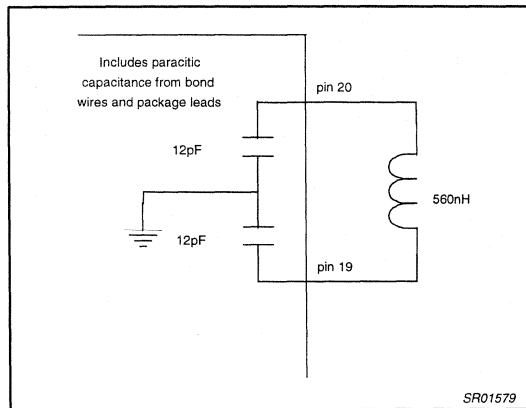 Includes paracitic
capacitance from bond
wires and package leads
pin 20
12pF
560nH
12pF
pin 19
SR01579